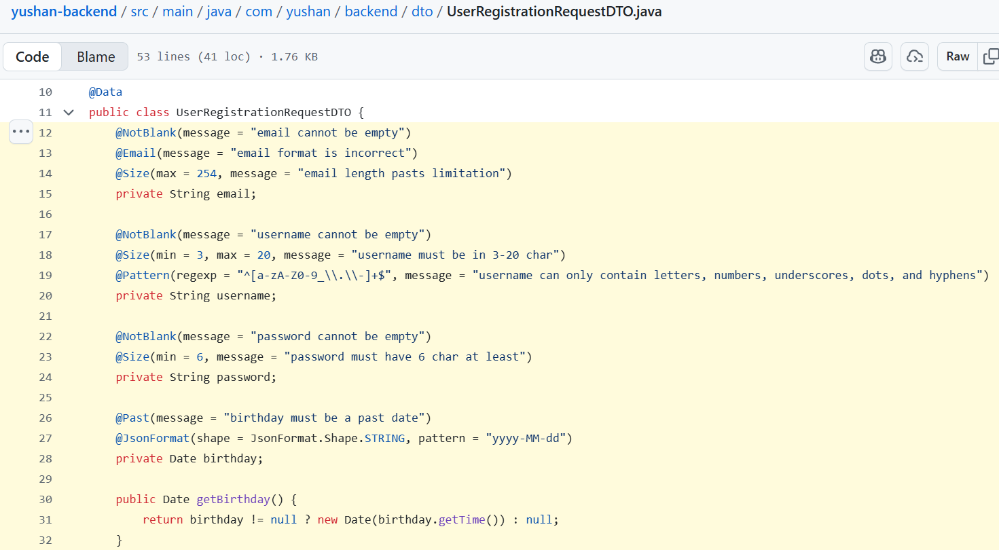 yushan-backend / src / main / java / com / yushan / backend / dto / UserRegistrationRequestDTO.java
Code Blame 53 lines (41 loc) · 1.76 KB Raw
10 @Data
11 public class UserRegistrationRequestDTO {
12 @NotBlank(message = "email cannot be empty")
13 @Email(message = "email format is incorrect")
14 @Size(max = 254, message = "email length pasts limitation")
15 private String email;
16
17 @NotBlank(message = "username cannot be empty")
18 @Size(min = 3, max = 20, message = "username must be in 3-20 char")
19 @Pattern(regexp = "^[a-zA-Z0-9_\\.\\-]+$", message = "username can only contain letters, numbers, underscores, dots, and hyphens")
20 private String username;
21
22 @NotBlank(message = "password cannot be empty")
23 @Size(min = 6, message = "password must have 6 char at least")
24 private String password;
25
26 @Past(message = "birthday must be a past date")
27 @JsonFormat(shape = JsonFormat.Shape.STRING, pattern = "yyyy-MM-dd")
28 private Date birthday;
29
30 public Date getBirthday() {
31 return birthday != null ? new Date(birthday.getTime()) : null;
32 }